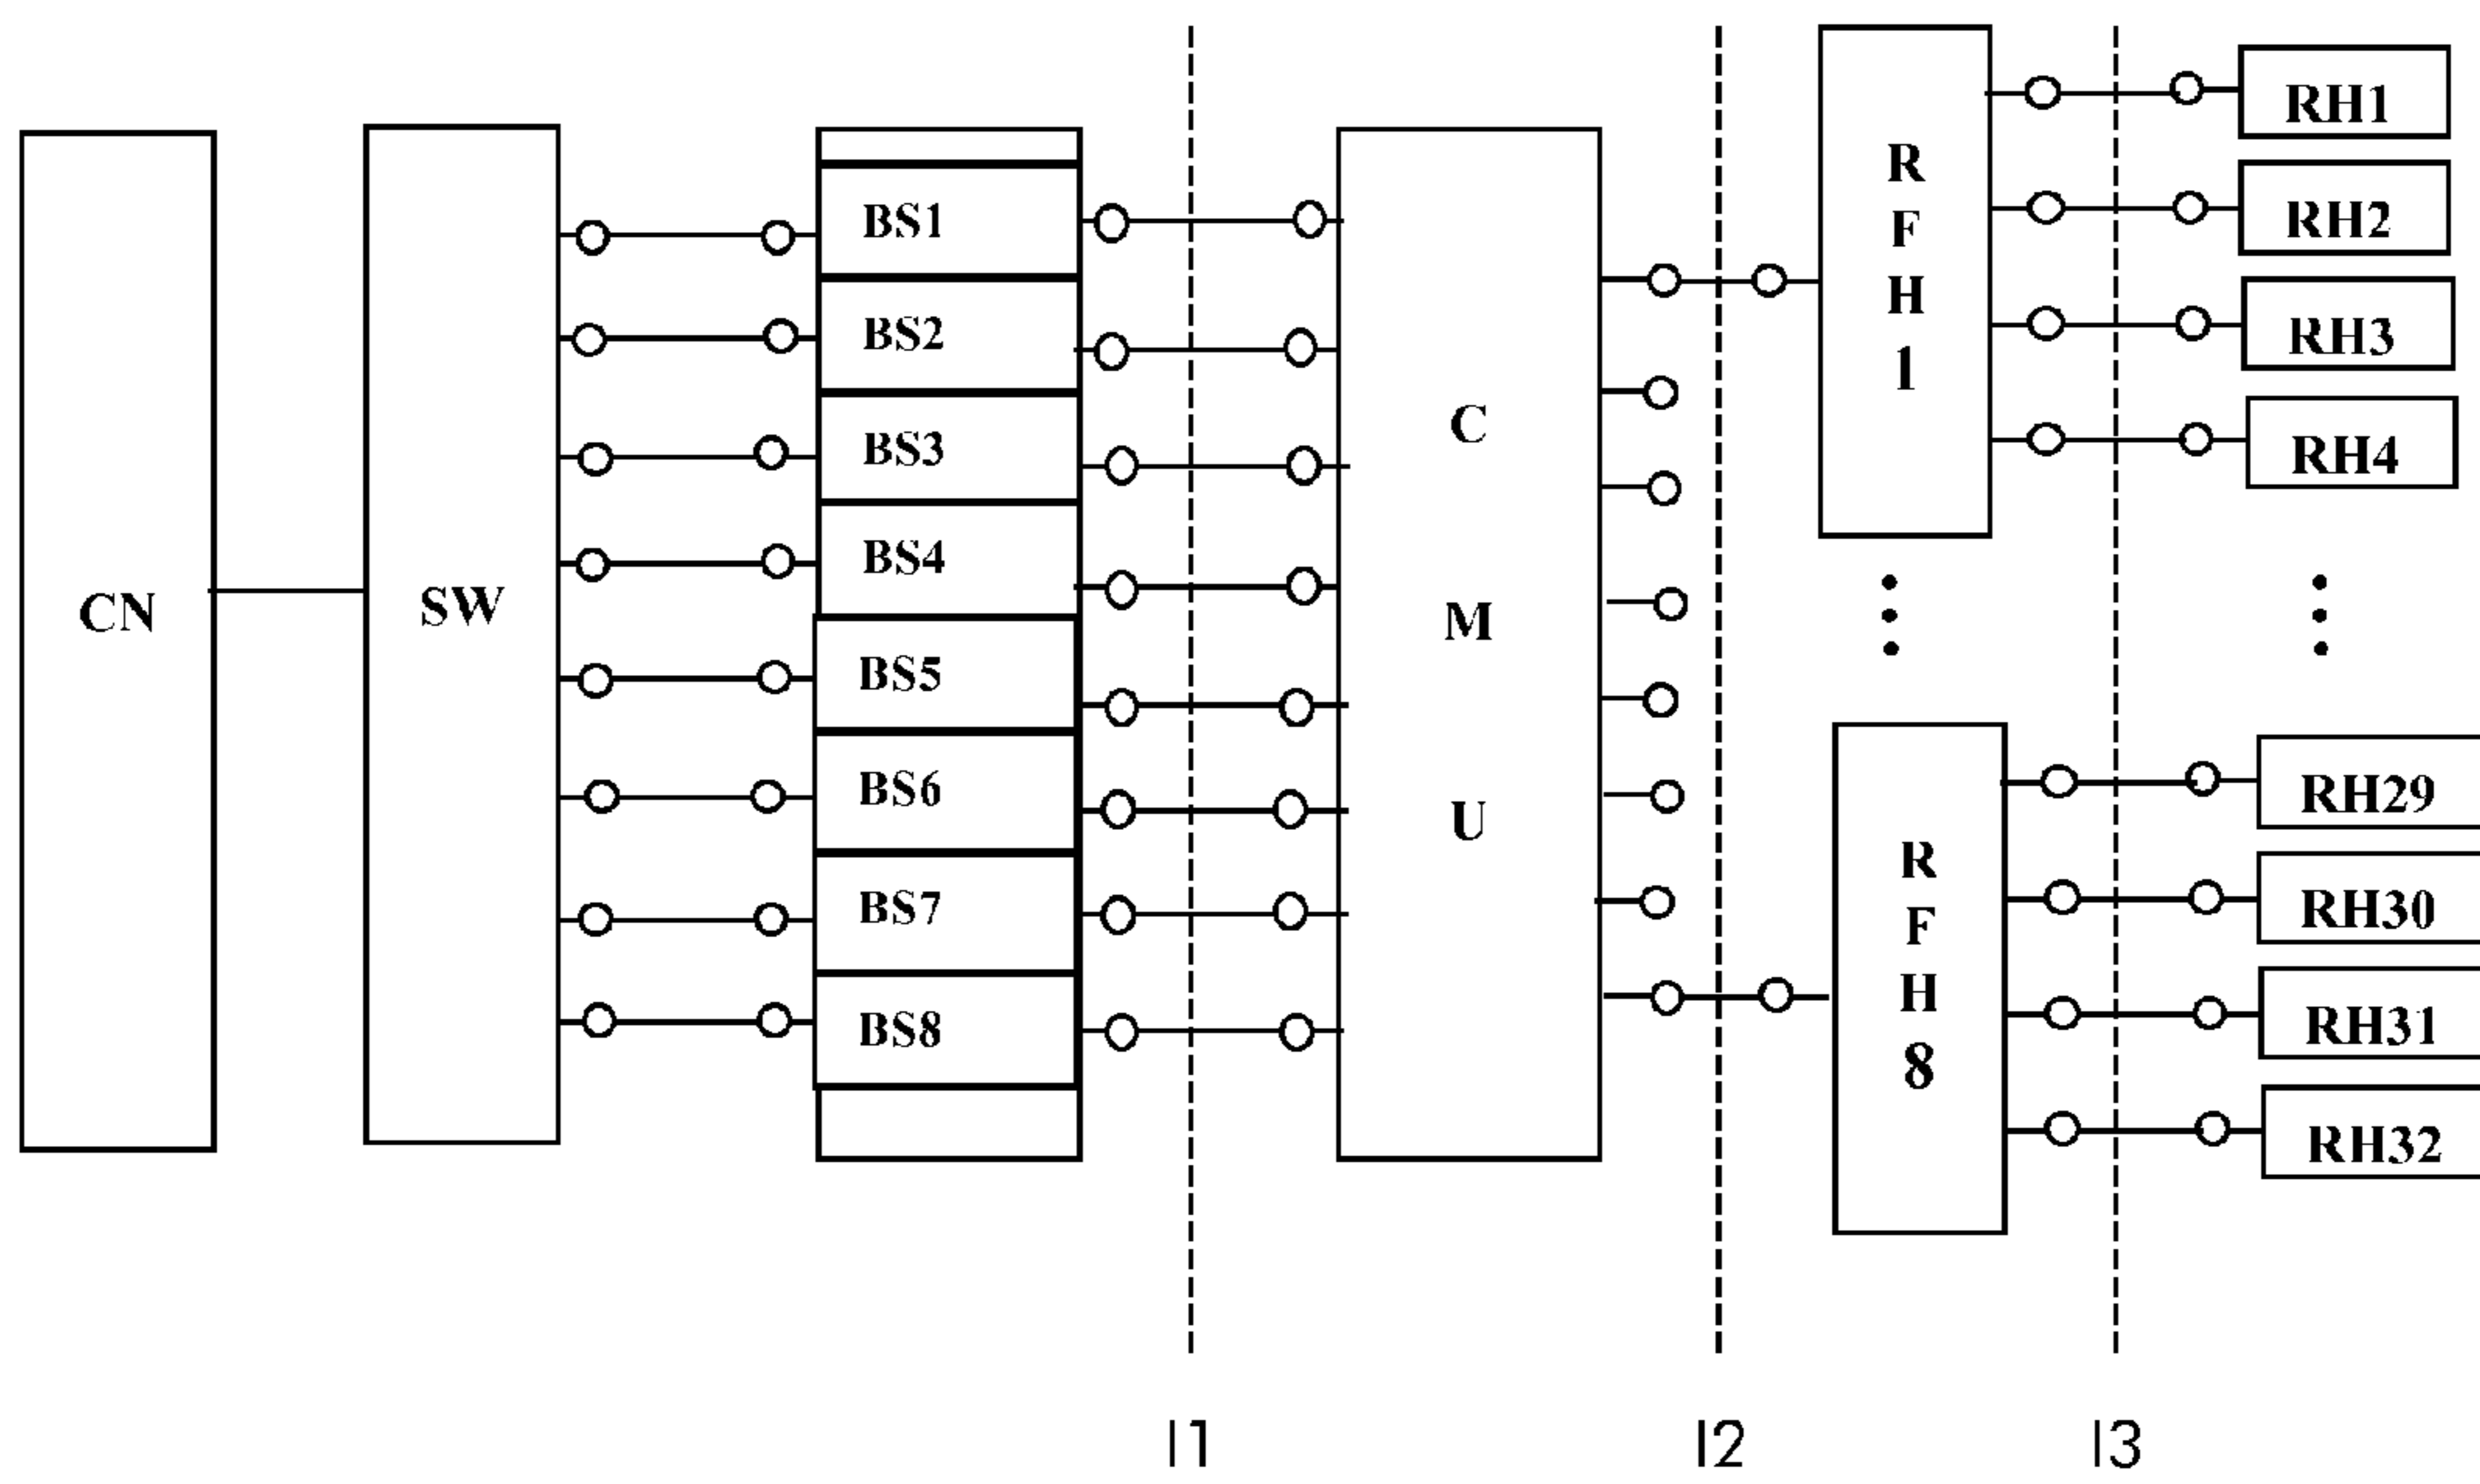 CN
SW
BS1
BS2
BS3
BS4
BS5
BS6
BS7
BS8
C
M
U
R
F
H
1
RH1
RH2
RH3
RH4
R
F
H
8
RH29
RH30
RH31
RH32
I1
I2
I3